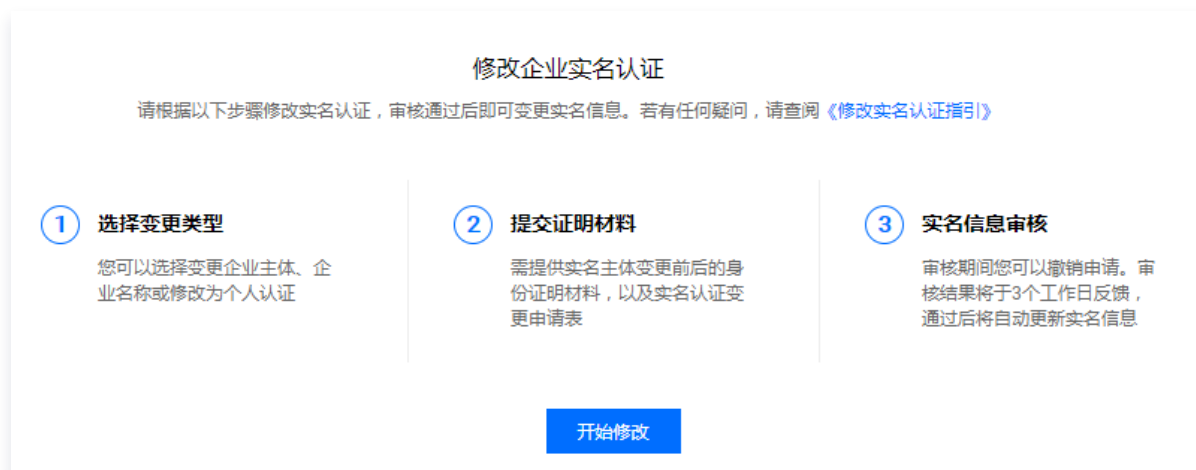 修改企业实名认证
请根据以下步骤修改实名认证，审核通过后即可变更实名信息。若有任何疑问，请查阅《修改实名认证指引》
1 选择变更类型
您可以选择变更企业主体、企
业名称或修改为个人认证
2 提交证明材料
需提供实名主体变更前后的身
份证明材料，以及实名认证变
更申请表
3 实名信息审核
审核期间您可以撤销申请。审
核结果将于3个工作日反馈，
通过后将自动更新实名信息
开始修改